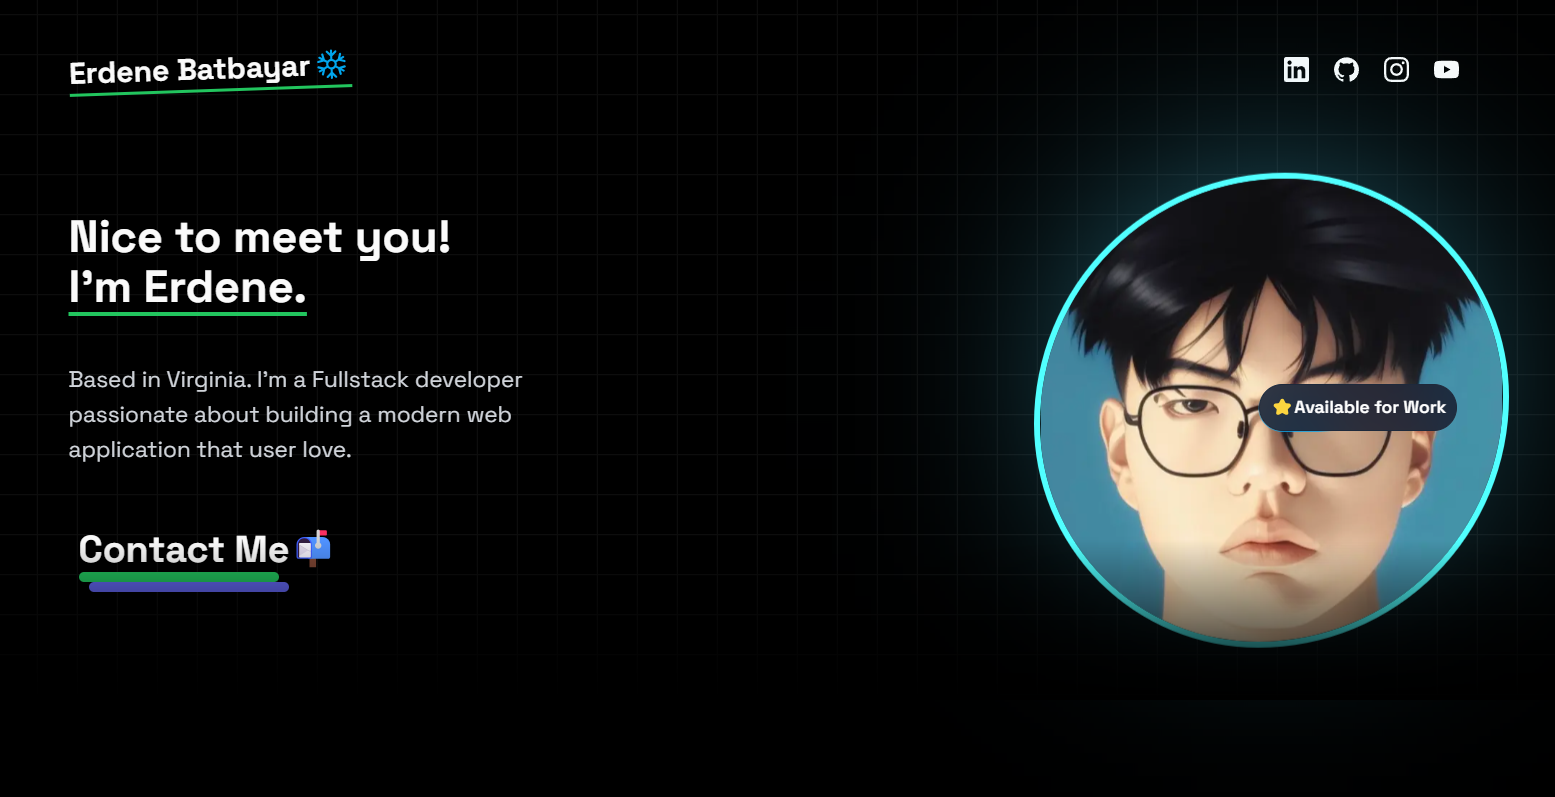 Erdene Batbayar
Nice to meet you!
I'm Erdene.
Based in Virginia. I'm a Fullstack developer
passionate about building a modern web
application that user love.
Available for Work
Contact Me